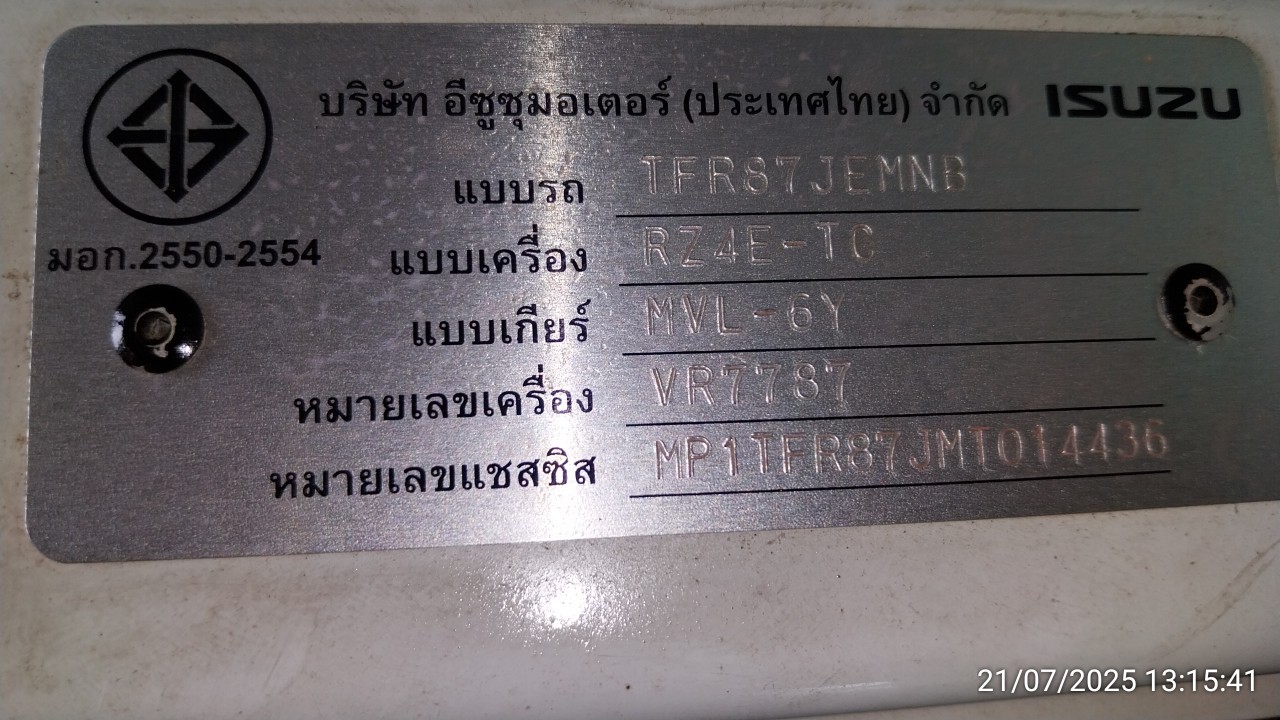 บริษัท อีซูซุมอเตอร์ (ประเทศไทย) จำกัด ISUZU
แบบรถ TFR87JEMNB
มอก.2550-2554
แบบเครื่อง RZ4E-TC
แบบเกียร์ MVL-6Y
หมายเลขเครื่อง VR7787
หมายเลขแชสซิส MP1TFR87JMT014436
21/07/2025 13:15:41